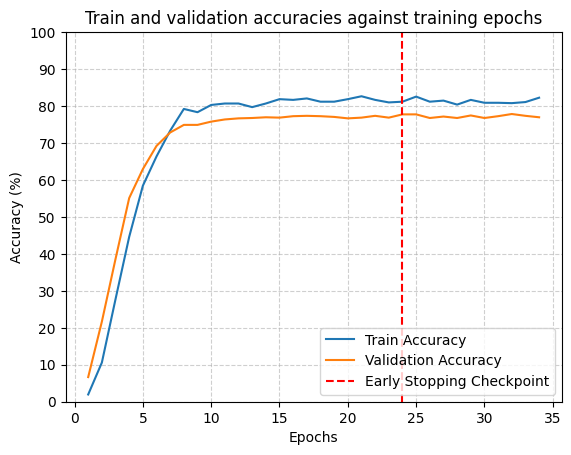 Train and validation accuracies against training epochs
Accuracy (%)
100
90
80
70
60
50
40
30
20
10
0
0 5 10 15 20 25 30 35
Epochs
Train Accuracy
Validation Accuracy
Early Stopping Checkpoint